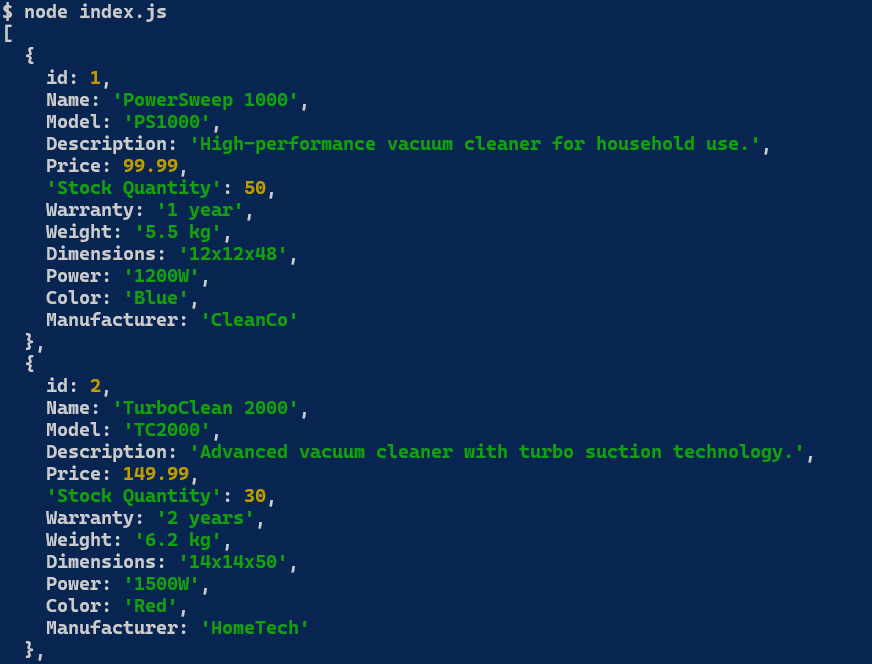 $ node index.js
[
  {
    id: 1,
    Name: 'PowerSweep 1000',
    Model: 'PS1000',
    Description: 'High-performance vacuum cleaner for household use.',
    Price: 99.99,
    'Stock Quantity': 50,
    Warranty: '1 year',
    Weight: '5.5 kg',
    Dimensions: '12x12x48',
    Power: '1200W',
    Color: 'Blue',
    Manufacturer: 'CleanCo'
  },
  {
    id: 2,
    Name: 'TurboClean 2000',
    Model: 'TC2000',
    Description: 'Advanced vacuum cleaner with turbo suction technology.',
    Price: 149.99,
    'Stock Quantity': 30,
    Warranty: '2 years',
    Weight: '6.2 kg',
    Dimensions: '14x14x50',
    Power: '1500W',
    Color: 'Red',
    Manufacturer: 'HomeTech'
  },